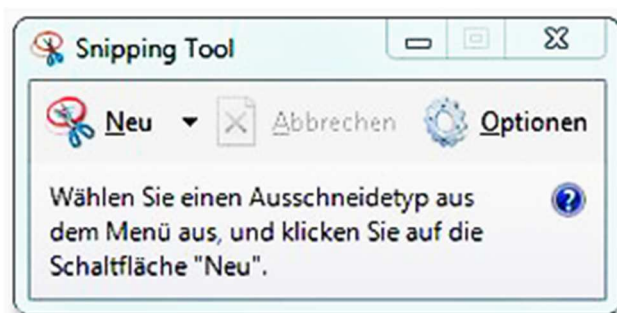 Snipping Tool
Neu Abbrechen Optionen
Wählen Sie einen Ausschneidetyp aus
dem Menü aus, und klicken Sie auf die
Schaltfläche "Neu".